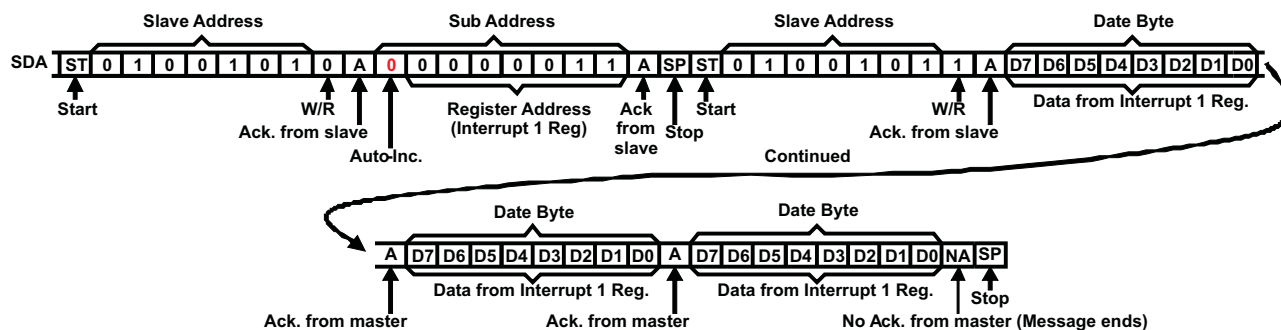 Slave Address Sub Address Slave Address Date Byte
SDA ST 0 1 0 0 1 0 1 0 A 0 0 0 0 0 0 1 1 A SP ST 0 1 0 0 1 0 1 1 A D7 D6 D5 D4 D3 D2 D1 D0
Start W/R Register Address Ack Start W/R Data from Interrupt 1 Reg.
Ack. from slave (Interrupt 1 Reg) from Stop Ack. from slave
slave
Auto-Inc. Continued
Date Byte Date Byte
A D7 D6 D5 D4 D3 D2 D1 D0 A D7 D6 D5 D4 D3 D2 D1 D0 NA SP
Data from Interrupt 1 Reg. Data from Interrupt 1 Reg. Stop
Ack. from master Ack. from master No Ack. from master (Message ends)